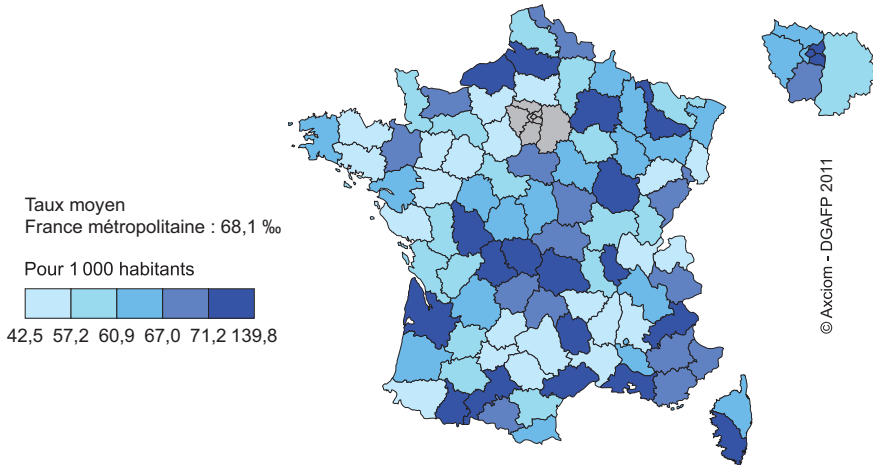 Taux moyen
France métropolitaine : 68,1 ‰
Pour 1 000 habitants
42,5 57,2 60,9 67,0 71,2 139,8
© Axciom - DGAFP 2011